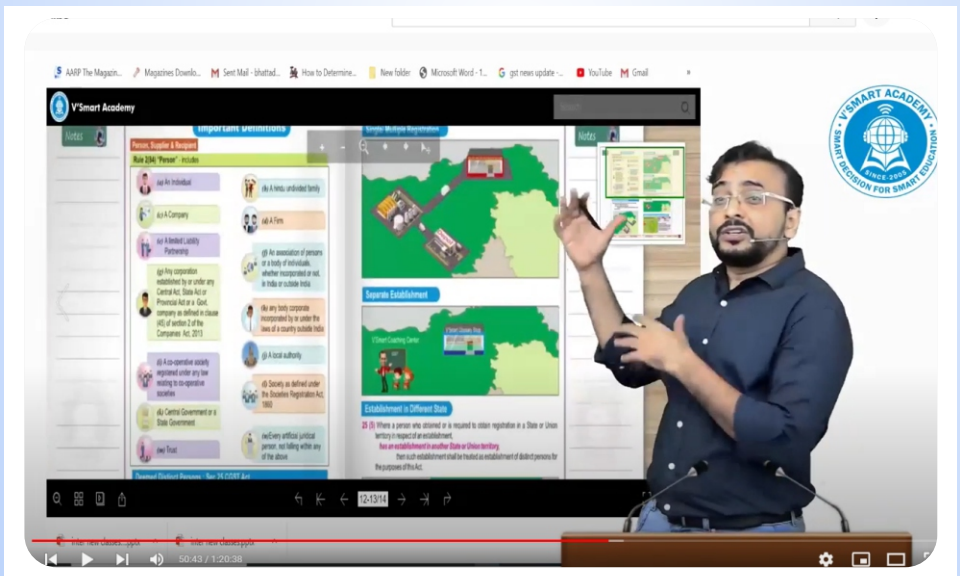 AARP The Magazin...
Magazines Downlo...
Sent Mail - bhattad...
How to Determine...
New folder
Microsoft Word - 1...
gst news update -...
YouTube
Gmail
»
V'Smart Academy
Search
Notes
Important Definitions
Person, Supplier & Recipient
Rule 2(84) "Person" - Includes
(a) An Individual
(b) A hindu undivided family
(c) A Company
(d) A Firm
(e) A limited Liability
Partnership
(f) An association of persons
or a body of individuals,
whether incorporated or not,
in India or outside India
(g) Any corporation
established by or under any
Central Act, State Act or
Provincial Act or a Govt.
company as defined in clause
(45) of section 2 of the
Companies Act, 2013
(h) any body corporate
incorporated by or under the
laws of a country outside India
(i) A co-operative society
registered under any law
relating to co-operative
societies
(j) A local authority
(k) Central Government or a
State Government
(l) Society as defined under
the Societies Registration Act,
1860
(m) Trust
(n) Every artificial juridical
person, not falling within any
of the above
Deemed Distinct Persons - Sec 25 CGST Act
Single/Multiple Registration
Notes
Separate Establishment
V'Smart Coaching Center
Establishment in Different State
25 (5) Where a person who obtained or is required to obtain registration in a State or Union
territory in respect of an establishment,
has an establishment in another State or Union territory,
then such establishment shall be treated as establishment of distinct persons for
the purposes of this Act.
12-13/14
inter new classes...pptx
inter new classes.pptx
50:43 / 1:20:38
V'SMART ACADEMY
SMART DECISION FOR SMART EDUCATION
SINCE-2005